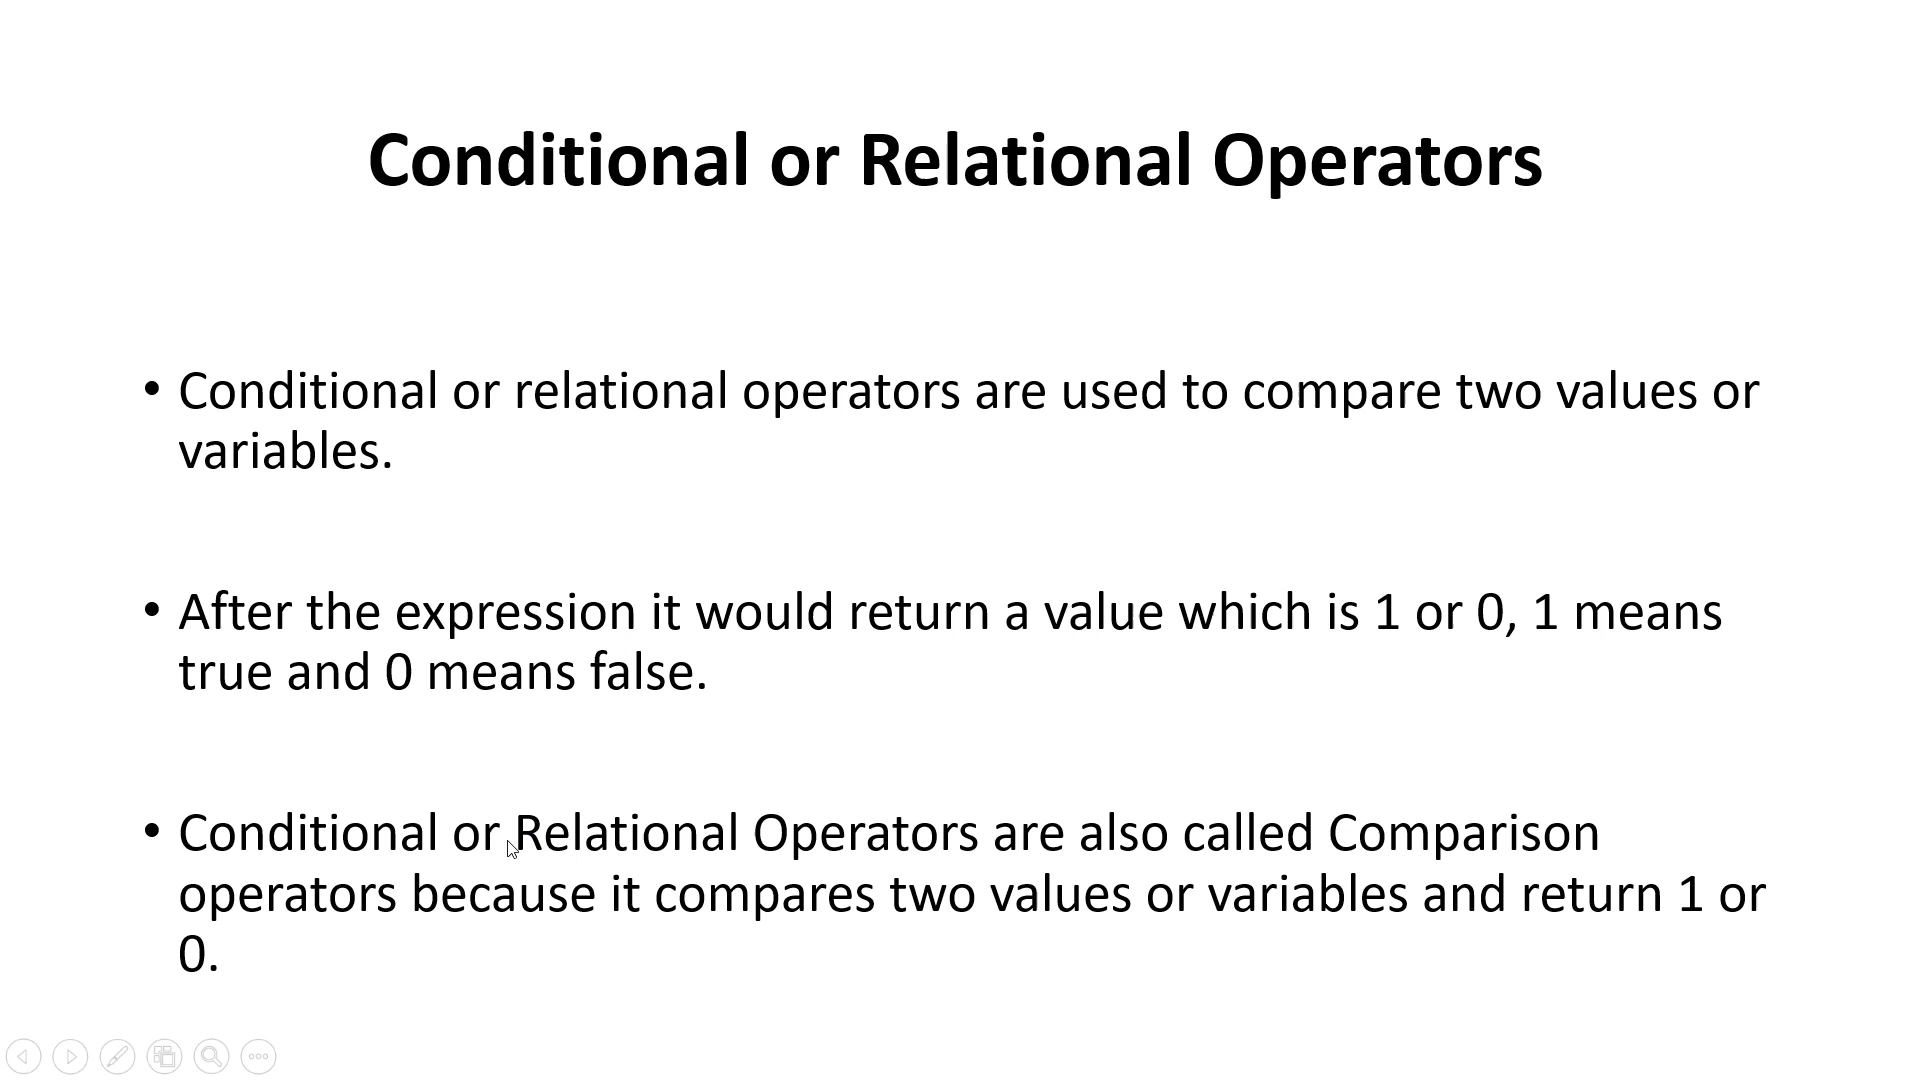 Conditional or Relational Operators
• Conditional or relational operators are used to compare two values or
variables.
• After the expression it would return a value which is 1 or 0, 1 means
true and 0 means false.
• Conditional or Relational Operators are also called Comparison
operators because it compares two values or variables and return 1 or
0.